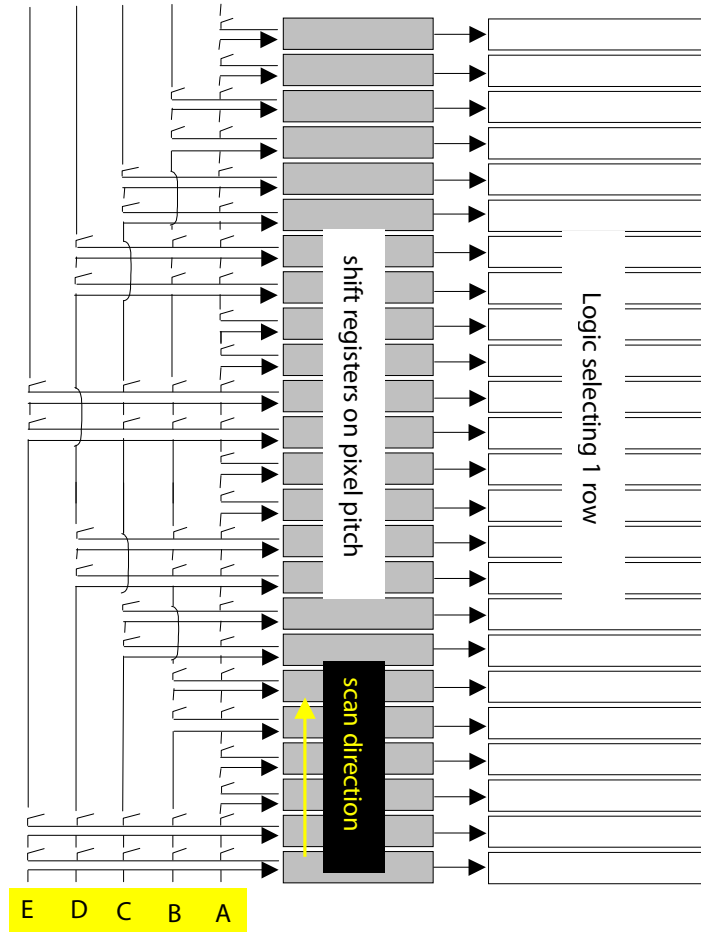 shift registers on pixel pitch
Logic selecting 1 row
scan direction
E D C B A